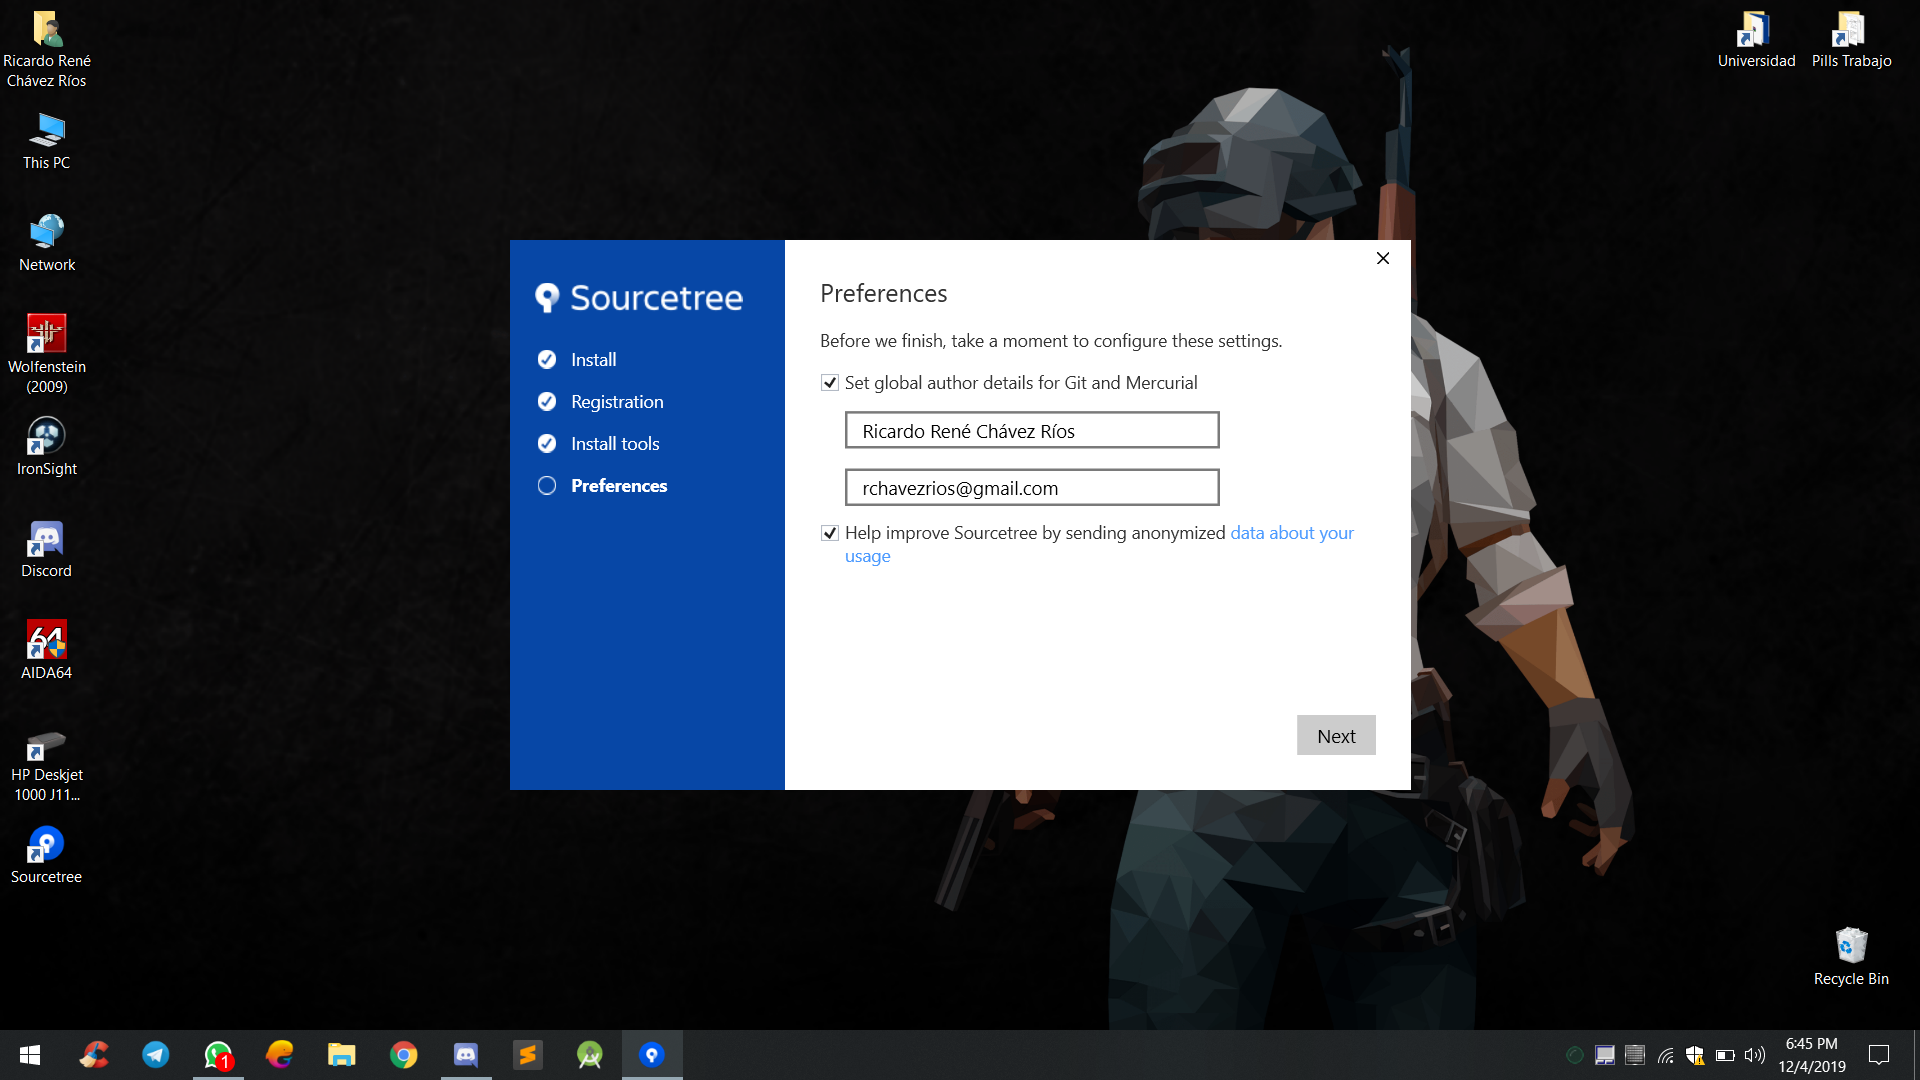 Ricardo René
Chávez Ríos
This PC
Network
Wolfenstein
(2009)
IronSight
Discord
64
AIDA64
HP Deskjet
1000 J11...
Sourcetree
Universidad
Pills Trabajo
Sourcetree
Install
Registration
Install tools
Preferences
Preferences
Before we finish, take a moment to configure these settings.
Set global author details for Git and Mercurial
Ricardo René Chávez Ríos
rchavezrios@gmail.com
Help improve Sourcetree by sending anonymized data about your
usage
Next
Recycle Bin
1
6:45 PM
12/4/2019